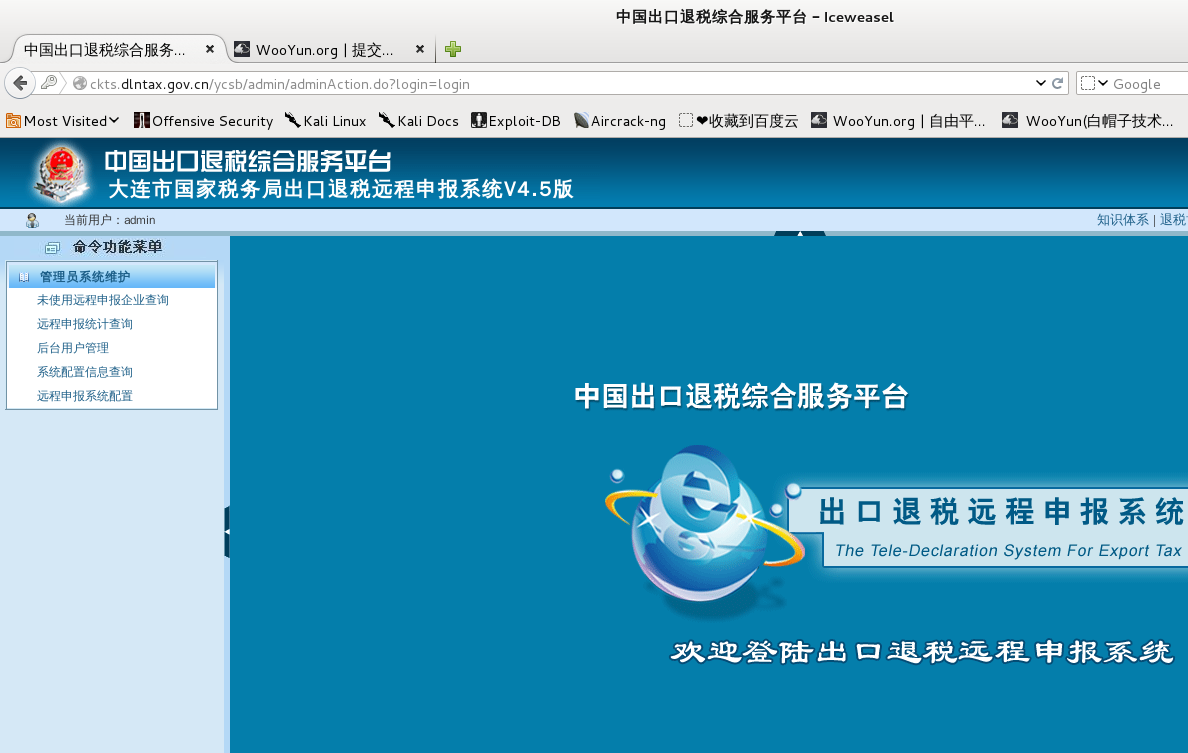 中国出口退税综合服务平台 - Iceweasel
中国出口退税综合服务...
WooYun.org | 提交...
ckts.dlntax.gov.cn/ycsb/admin/adminAction.do?login=login
Google
Most Visited
Offensive Security
Kali Linux
Kali Docs
Exploit-DB
Aircrack-ng
❤收藏到百度云
WooYun.org | 自由平...
WooYun(白帽子技术...
中国出口退税综合服务平台
大连市国家税务局出口退税远程申报系统V4.5版
当前用户：admin
知识体系 | 退税
命令功能菜单
管理员系统维护
未使用远程申报企业查询
远程申报统计查询
后台用户管理
系统配置信息查询
远程申报系统配置
中国出口退税综合服务平台
出口退税远程申报系统
The Tele-Declaration System For Export Tax
欢迎登陆出口退税远程申报系统